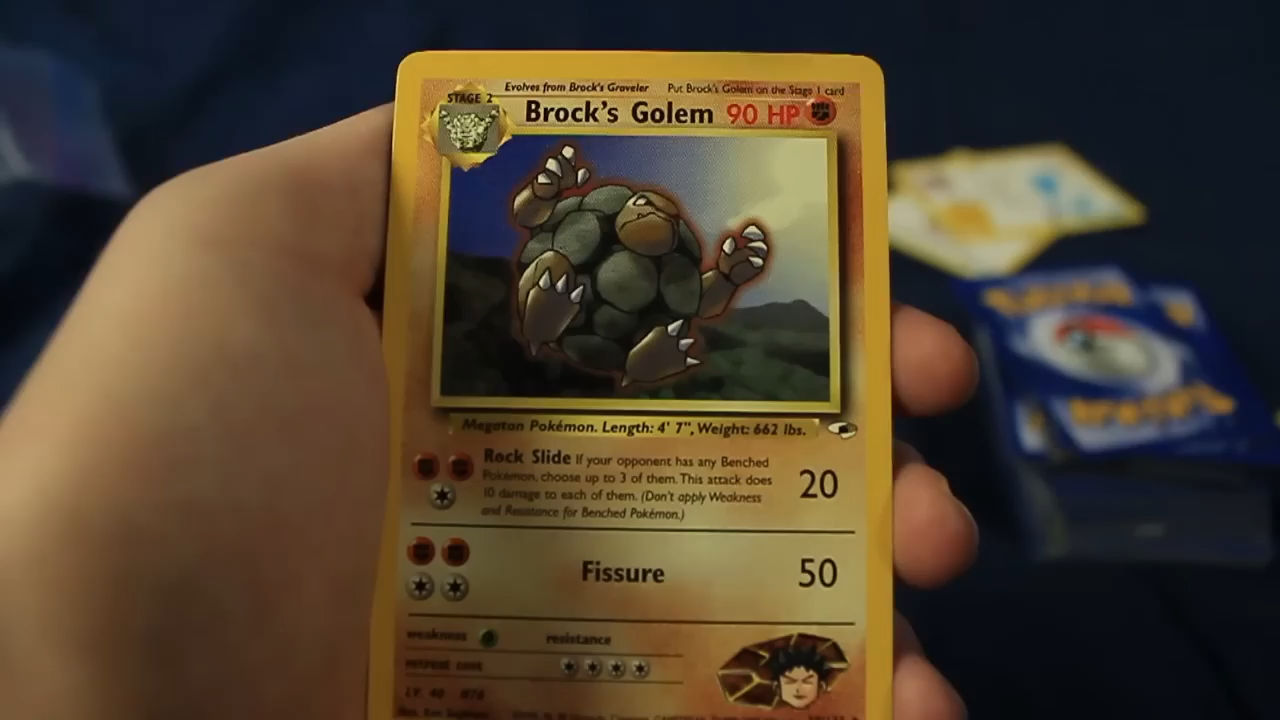 Evolves from Brock's Graveler Put Brock's Golem on the Stage 1 card
STAGE 2
Brock's Golem 90 HP
Megaton Pokémon. Length: 4' 7", Weight: 662 lbs.
Rock Slide If your opponent has any Benched
Pokémon, choose up to 3 of them. This attack does
10 damage to each of them. (Don't apply Weakness
and Resistance for Benched Pokémon.)
20
Fissure 50
weakness resistance
retreat cost
LV. 40 #76